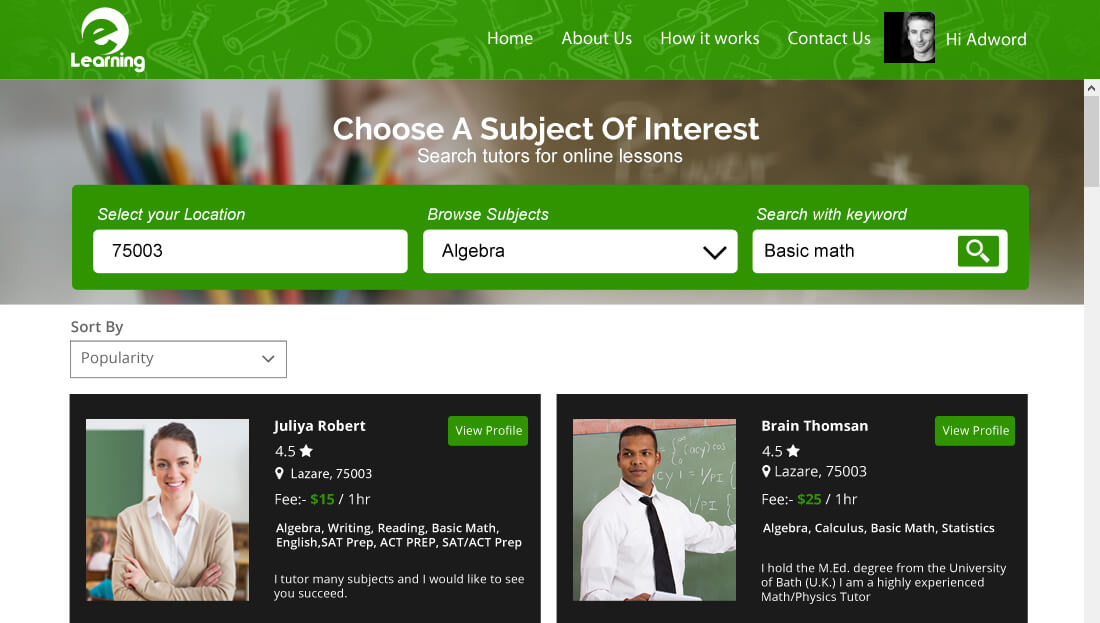 e
Learning
Home About Us How it works Contact Us Hi Adword
Choose A Subject Of Interest
Search tutors for online lessons
Select your Location Browse Subjects Search with keyword
75003 Algebra Basic math
Sort By
Popularity
Juliya Robert View Profile
4.5
Lazare, 75003
Fee:- $15 / 1hr
Algebra, Writing, Reading, Basic Math,
English,SAT Prep, ACT PREP, SAT/ACT Prep
I tutor many subjects and I would like to see
you succeed.
Brain Thomsan View Profile
4.5
Lazare, 75003
Fee:- $25 / 1hr
Algebra, Calculus, Basic Math, Statistics
I hold the M.Ed. degree from the University
of Bath (U.K.) I am a highly experienced
Math/Physics Tutor